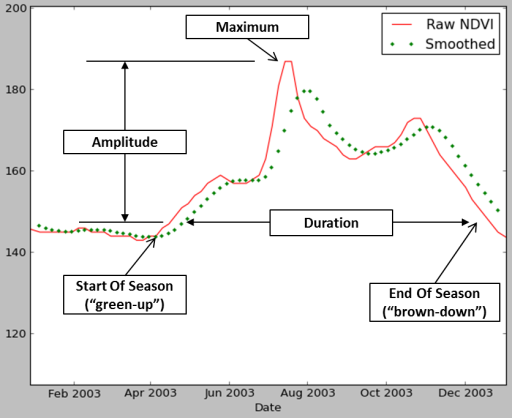 200
180
160
140
120
Maximum
Raw NDVI
Smoothed
Amplitude
Duration
Start Of Season
(“green-up”)
End Of Season
(“brown-down”)
Feb 2003
Apr 2003
Jun 2003
Aug 2003
Oct 2003
Dec 2003
Date